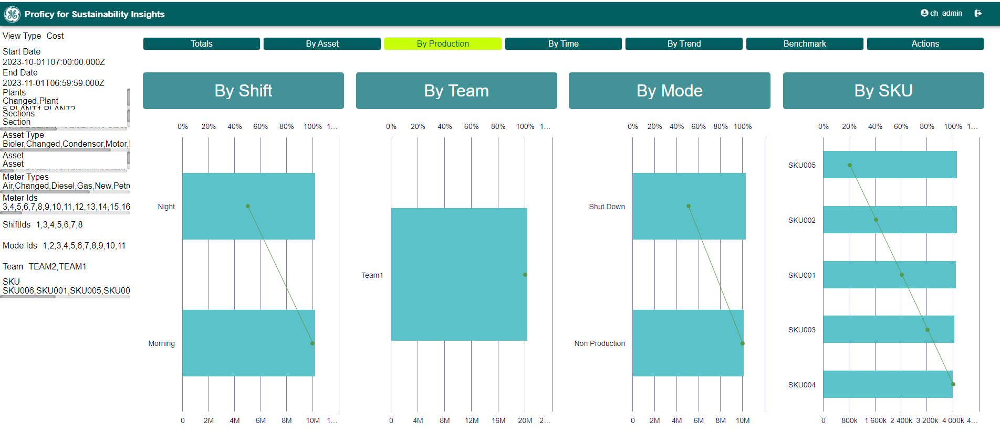 Proficy for Sustainability Insights
ch_admin
View Type Cost
Start Date
2023-10-01T07:00:00.000Z
End Date
2023-11-01T06:59:59.000Z
Plants
Changed,Plant
5,PLANT1,PLANT2
Sections
Section
Asset Type
Bioler,Changed,Condensor,Motor,
Asset
Asset
Meter Types
Air,Changed,Diesel,Gas,New,Petro
Meter Ids
3,4,5,6,7,8,9,10,11,12,13,14,15,16
ShiftIds 1,3,4,5,6,7,8
Mode Ids 1,2,3,4,5,6,7,8,9,10,11
Team TEAM2,TEAM1
SKU
SKU006,SKU001,SKU005,SKU00
Totals By Asset By Production By Time By Trend Benchmark Actions
By Shift
0% 20% 40% 60% 80% 100% 1...
Night
Morning
0 2M 4M 6M 8M 10M 1...
By Team
0% 20% 40% 60% 80% 100% 1...
Team1
0 4M 8M 12M 16M 20M 2...
By Mode
0% 20% 40% 60% 80% 100%
Shut Down
Non Production
0 2M 4M 6M 8M 10M
By SKU
0% 20% 40% 60% 80% 100% 1...
SKU005
SKU002
SKU001
SKU003
SKU004
0 800k 1 600k 2 400k 3 200k 4 000k 4...